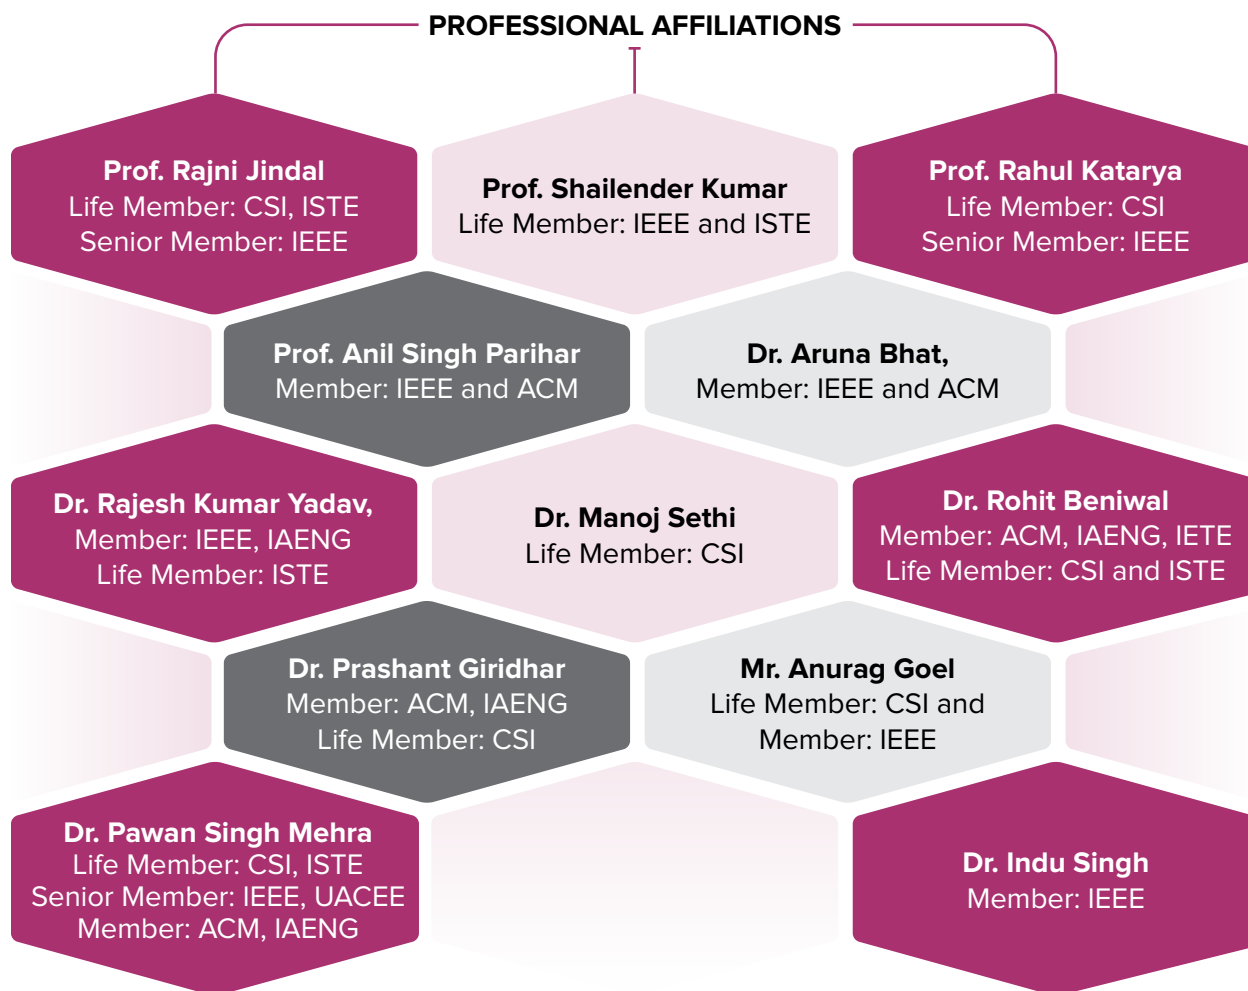 PROFESSIONAL AFFILIATIONS
Prof. Rajni Jindal
Life Member: CSI, ISTE
Senior Member: IEEE
Prof. Shailender Kumar
Life Member: IEEE and ISTE
Prof. Rahul Katarya
Life Member: CSI
Senior Member: IEEE
Prof. Anil Singh Parihar
Member: IEEE and ACM
Dr. Aruna Bhat,
Member: IEEE and ACM
Dr. Rajesh Kumar Yadav,
Member: IEEE, IAENG
Life Member: ISTE
Dr. Manoj Sethi
Life Member: CSI
Dr. Rohit Beniwal
Member: ACM, IAENG, IETE
Life Member: CSI and ISTE
Dr. Prashant Giridhar
Member: ACM, IAENG
Life Member: CSI
Mr. Anurag Goel
Life Member: CSI and
Member: IEEE
Dr. Pawan Singh Mehra
Life Member: CSI, ISTE
Senior Member: IEEE, UACEE
Member: ACM, IAENG
Dr. Indu Singh
Member: IEEE